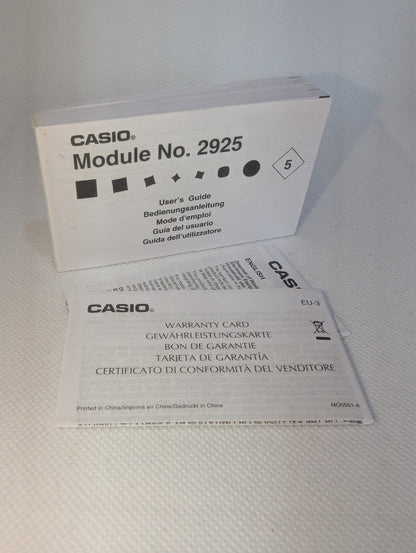 CASIO®
Module No. 2925
5
User's Guide
Bedienungsanleitung
Mode d'emploi
Guía del usuario
Guida dell'utilizzatore
ENGLISH
CASIO
CASIO®
EU-3
WARRANTY CARD
GEWÄHRLEISTUNGSKARTE
BON DE GARANTIE
TARJETA DE GARANTÍA
CERTIFICATO DI CONFORMITÀ DEL VENDITORE
Printed in China/Imprimé en Chine/Gedruckt in China
MO0501-A